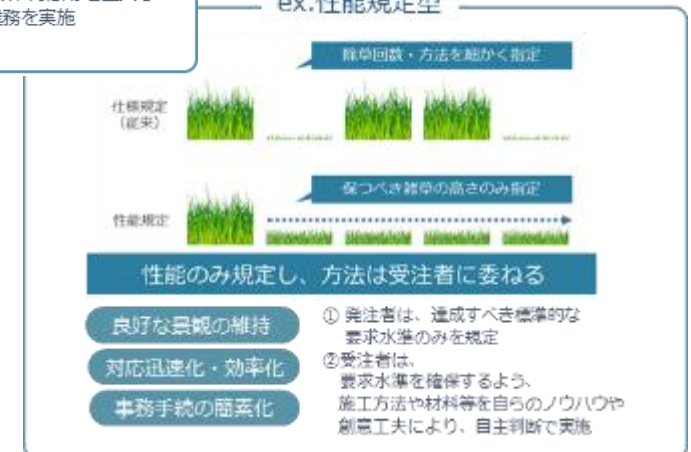 務を実施
ex.性能規定型
除草回数・方法を細かく指定
仕様規定
（従来）
保つべき雑草の高さのみ指定
性能規定
性能のみ規定し、方法は受注者に委ねる
良好な景観の維持
対応迅速化・効率化
事務手続の簡素化
① 発注者は、達成すべき標準的な
要求水準のみを規定
②受注者は、
要求水準を確保するよう、
施工方法や材料等を自らのノウハウや
創意工夫により、自主判断で実施